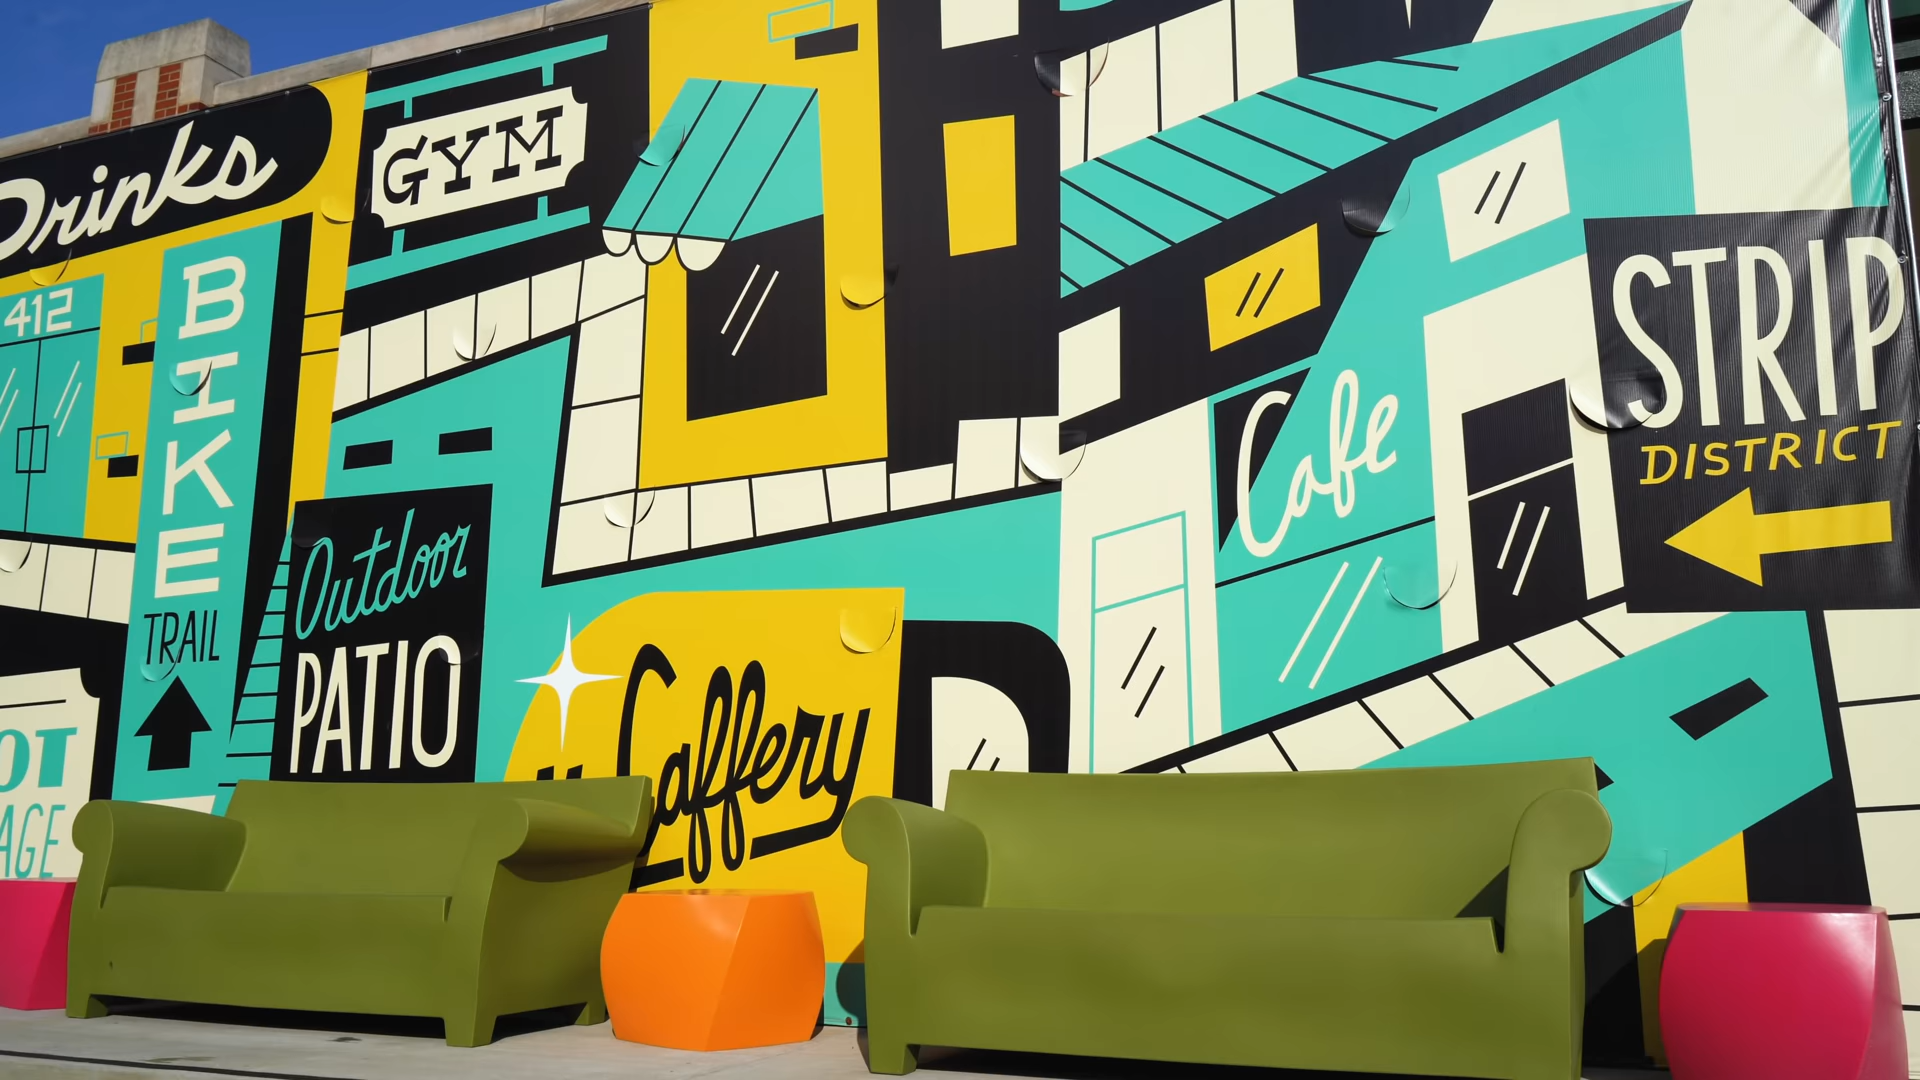 Drinks
GYM
412
BIKE
TRAIL
Outdoor
PATIO
Caffery
Cafe
STRIP
DISTRICT